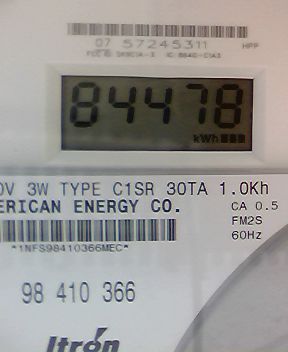 07 57245311 HPP
84478
kWh
0V 3W TYPE C1SR 30TA 1.0Kh
ERICAN ENERGY CO. CA 0.5
FM2S
60Hz
*1NFS98410366MEC*
98 410 366
Itron